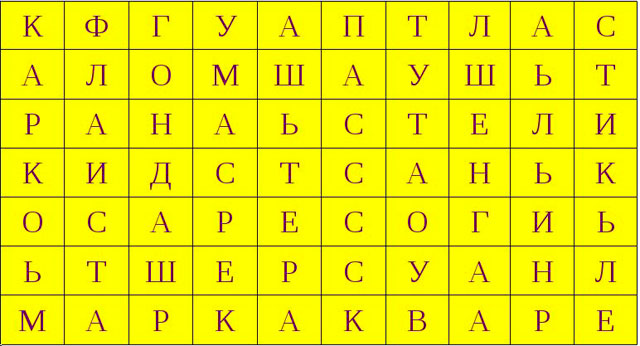 К Ф Г У А П Т Л А С
А Л О М Ш А У Ш Ь Т
Р А Н А Ь С Т Е Л И
К И Д С Т С А Н Ь К
О С А Р Е С О Г И Ь
Ь Т Ш Е Р С У А Н Л
М А Р К А К В А Р Е